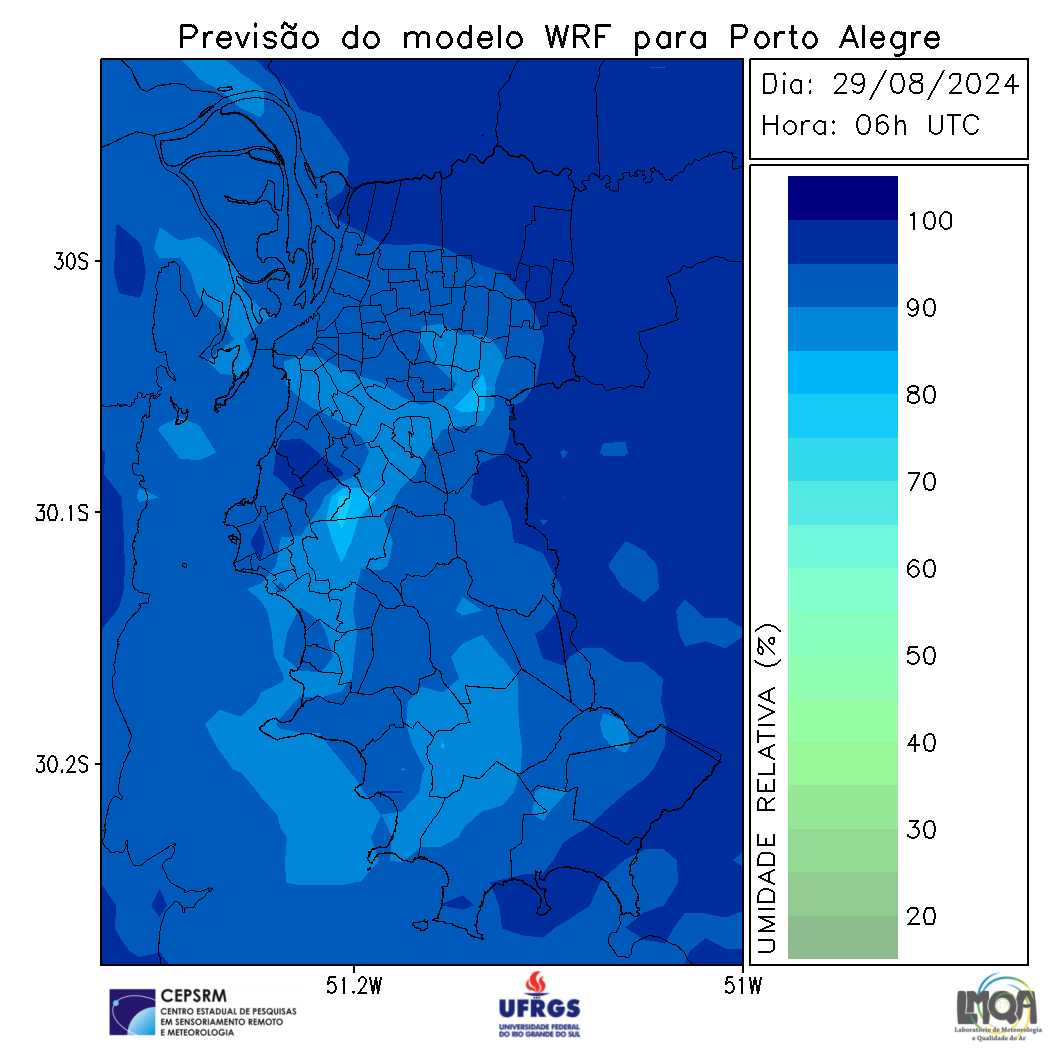 Previsão do modelo WRF para Porto Alegre
Dia: 29/08/2024
Hora: 06h UTC
30S
30.1S
30.2S
51.2W
51W
UMIDADE RELATIVA (%)
100
90
80
70
60
50
40
30
20
CEPSRM
CENTRO ESTADUAL DE PESQUISAS
EM SENSORIAMENTO REMOTO
E METEOROLOGIA
UFRGS
UNIVERSIDADE FEDERAL
DO RIO GRANDE DO SUL
LMQA
Laboratório de Meteorologia
e Qualidade do Ar